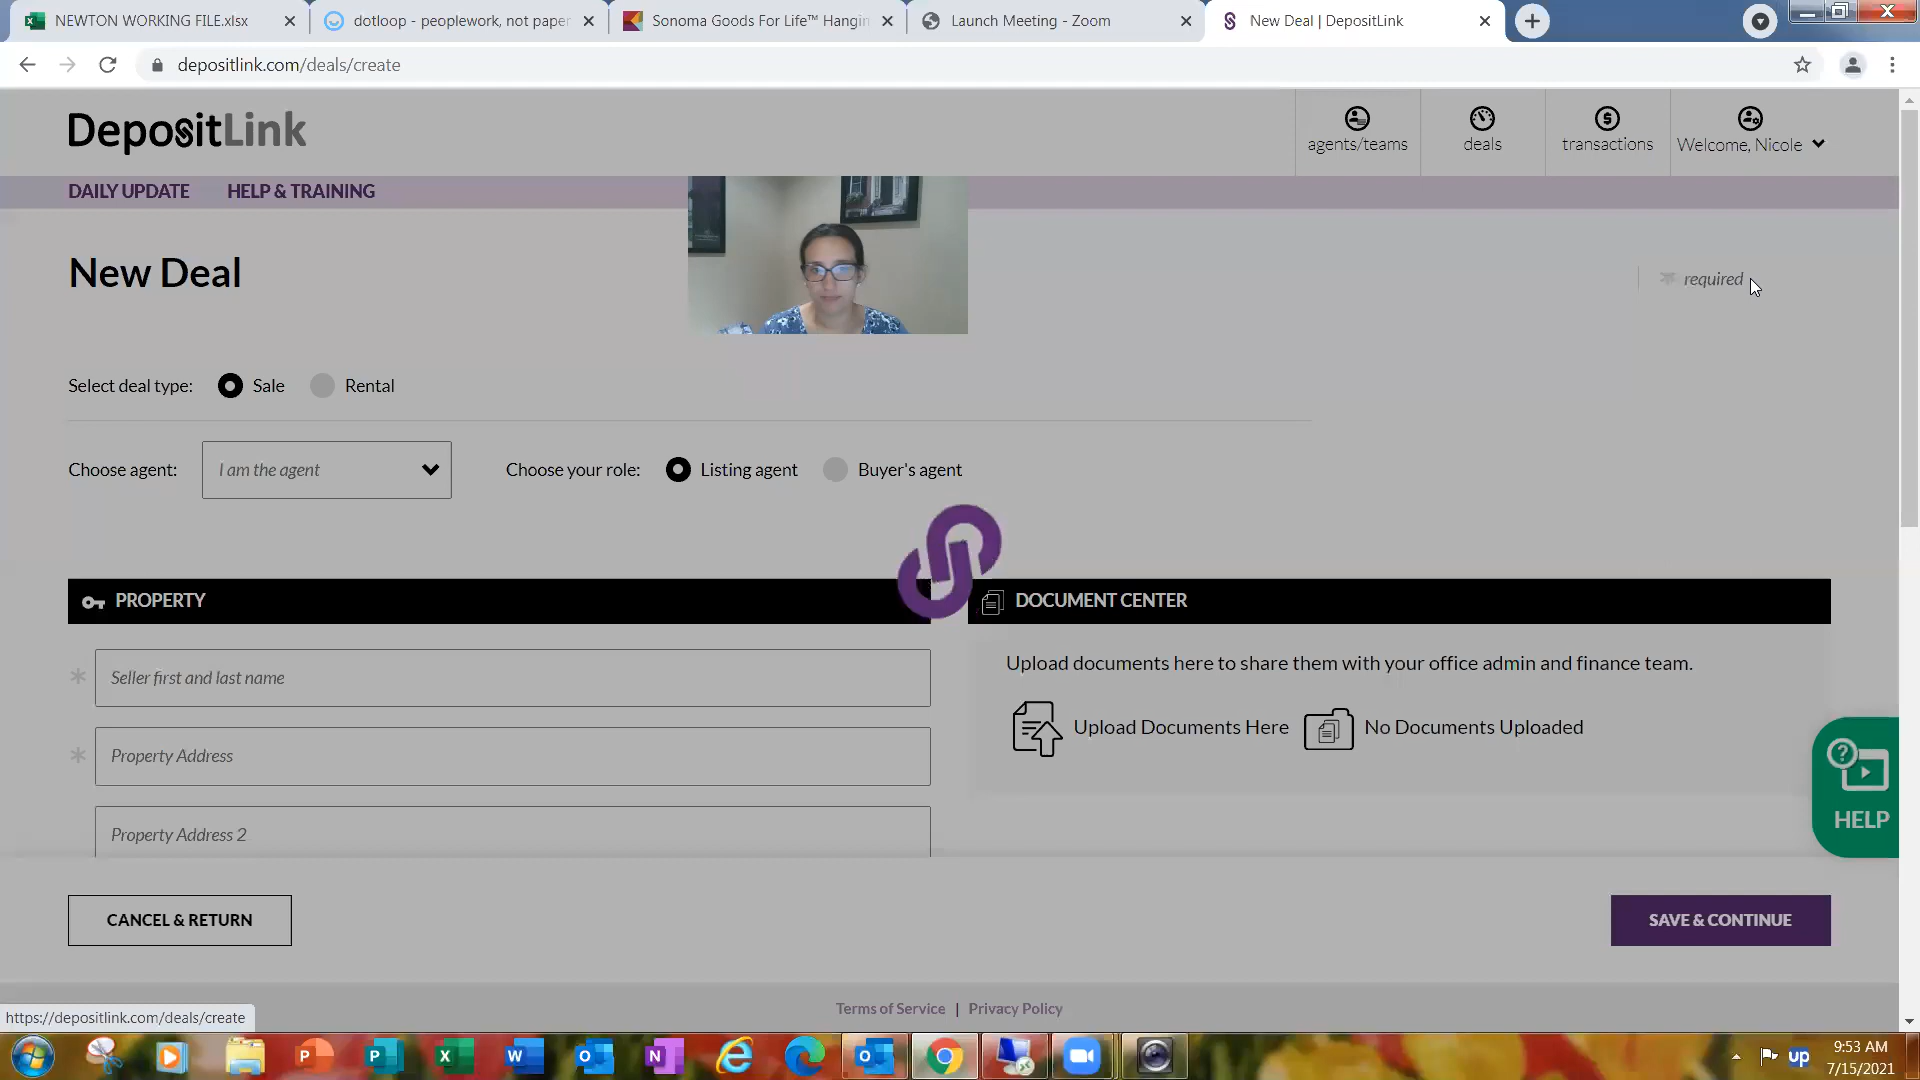 NEWTON WORKING FILE.xlsx
dotloop - peoplework, not paper
Sonoma Goods For Life™ Hangin
Launch Meeting - Zoom
New Deal | DepositLink
depositlink.com/deals/create
DepositLink
agents/teams
deals
transactions
Welcome, Nicole
DAILY UPDATE
HELP & TRAINING
New Deal
* required
Select deal type:
Sale
Rental
Choose agent:
I am the agent
Choose your role:
Listing agent
Buyer's agent
PROPERTY
* Seller first and last name
* Property Address
Property Address 2
DOCUMENT CENTER
Upload documents here to share them with your office admin and finance team.
Upload Documents Here
No Documents Uploaded
HELP
CANCEL & RETURN
SAVE & CONTINUE
Terms of Service | Privacy Policy
https://depositlink.com/deals/create
up
9:53 AM
7/15/2021